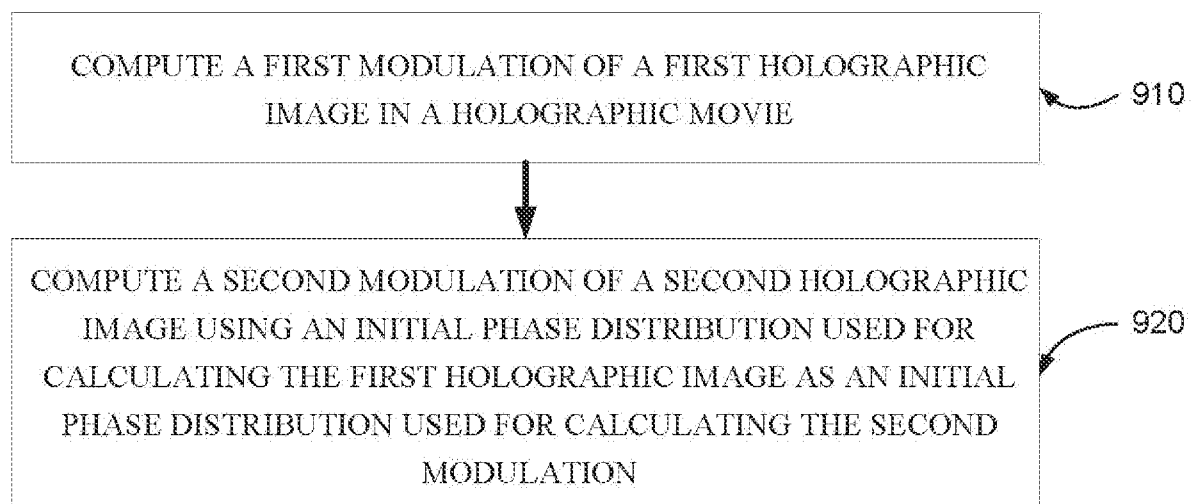 COMPUTE A FIRST MODULATION OF A FIRST HOLOGRAPHIC
IMAGE IN A HOLOGRAPHIC MOVIE
910
COMPUTE A SECOND MODULATION OF A SECOND HOLOGRAPHIC
IMAGE USING AN INITIAL PHASE DISTRIBUTION USED FOR
CALCULATING THE FIRST HOLOGRAPHIC IMAGE AS AN INITIAL
PHASE DISTRIBUTION USED FOR CALCULATING THE SECOND
MODULATION
920